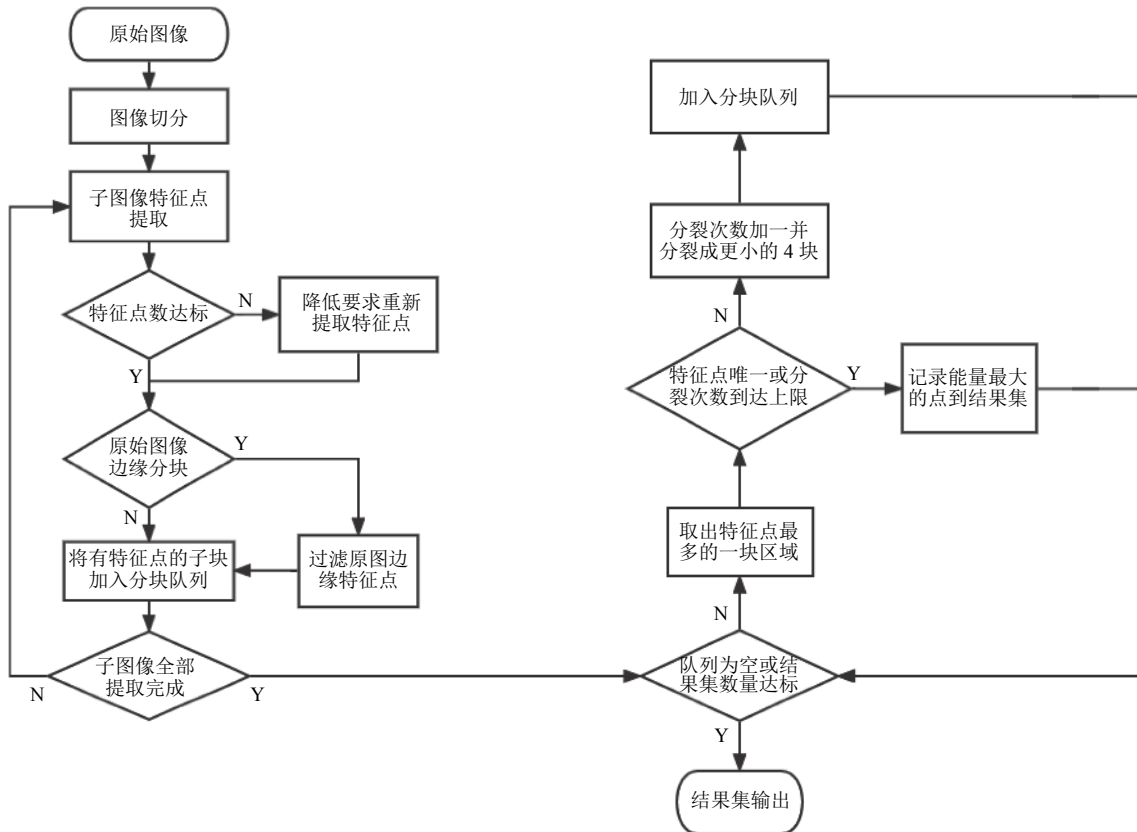 原始图像
图像切分
子图像特征点
提取
特征点数达标
N
降低要求重新
提取特征点
Y
原始图像
边缘分块
Y
N
将有特征点的子块
加入分块队列
过滤原图边
缘特征点
子图像全部
提取完成
N
Y
加入分块队列
分裂次数加一并
分裂成更小的 4 块
N
特征点唯一或分
裂次数到达上限
Y
记录能量最大
的点到结果集
取出特征点最
多的一块区域
N
队列为空或结
果集数量达标
Y
结果集输出